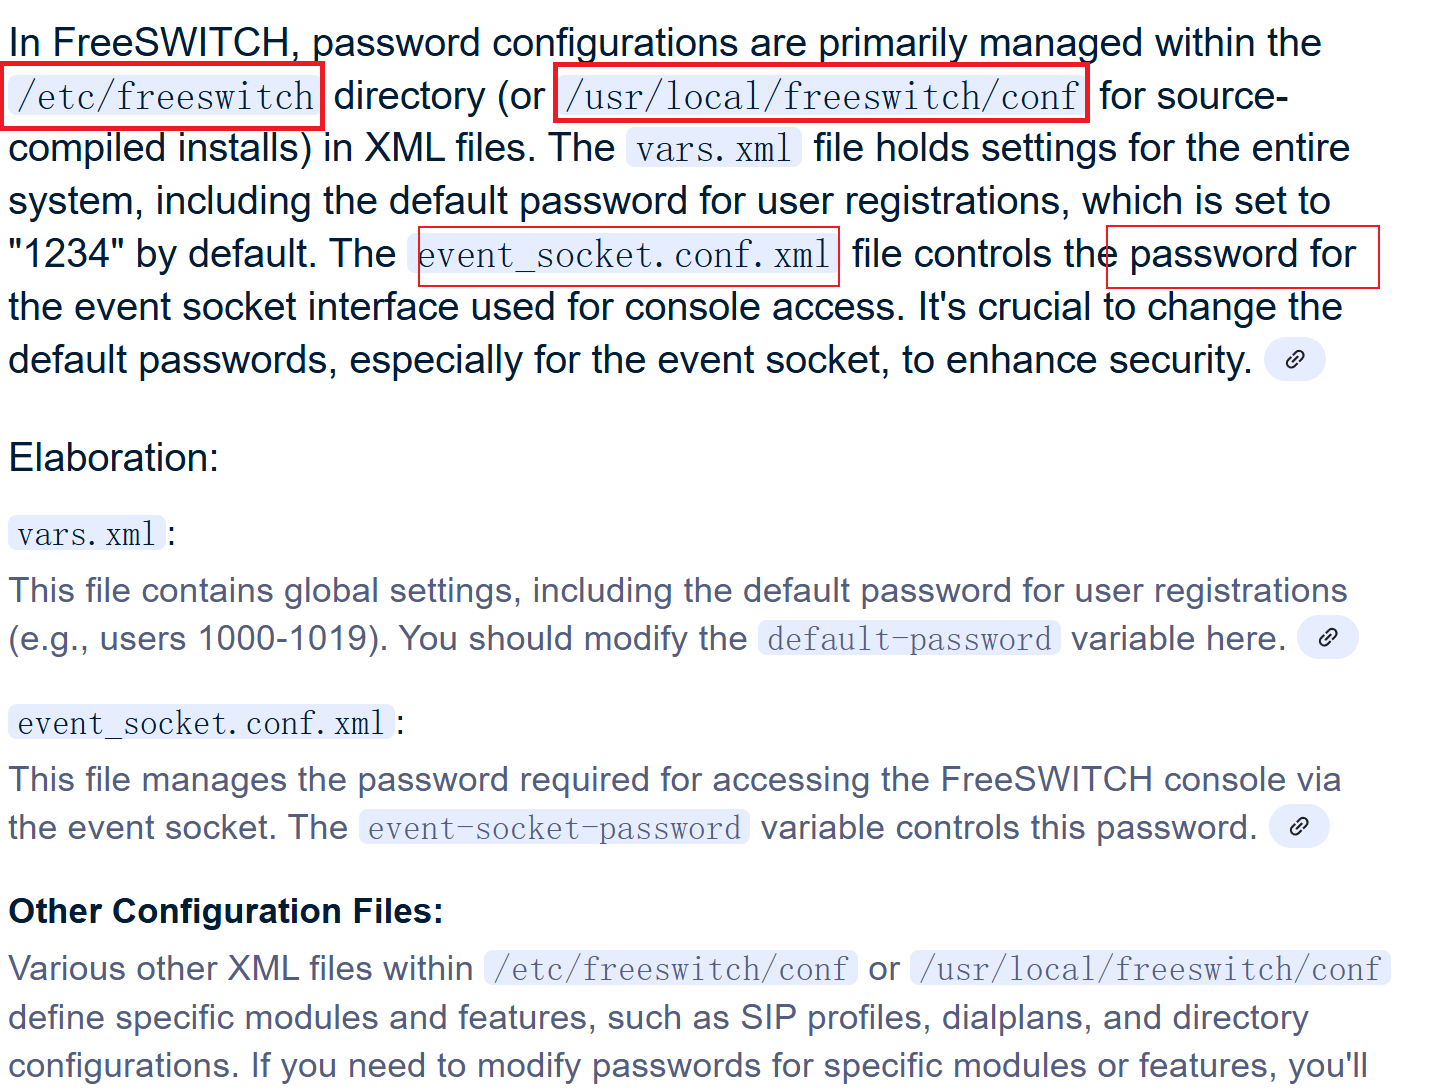 In FreeSWITCH, password configurations are primarily managed within the
/etc/freeswitch directory (or /usr/local/freeswitch/conf for source-
compiled installs) in XML files. The vars.xml file holds settings for the entire
system, including the default password for user registrations, which is set to
"1234" by default. The event_socket.conf.xml file controls the password for
the event socket interface used for console access. It's crucial to change the
default passwords, especially for the event socket, to enhance security.
Elaboration:
vars.xml:
This file contains global settings, including the default password for user registrations
(e.g., users 1000-1019). You should modify the default-password variable here.
event_socket.conf.xml:
This file manages the password required for accessing the FreeSWITCH console via
the event socket. The event-socket-password variable controls this password.
Other Configuration Files:
Various other XML files within /etc/freeswitch/conf or /usr/local/freeswitch/conf
define specific modules and features, such as SIP profiles, dialplans, and directory
configurations. If you need to modify passwords for specific modules or features, you'll